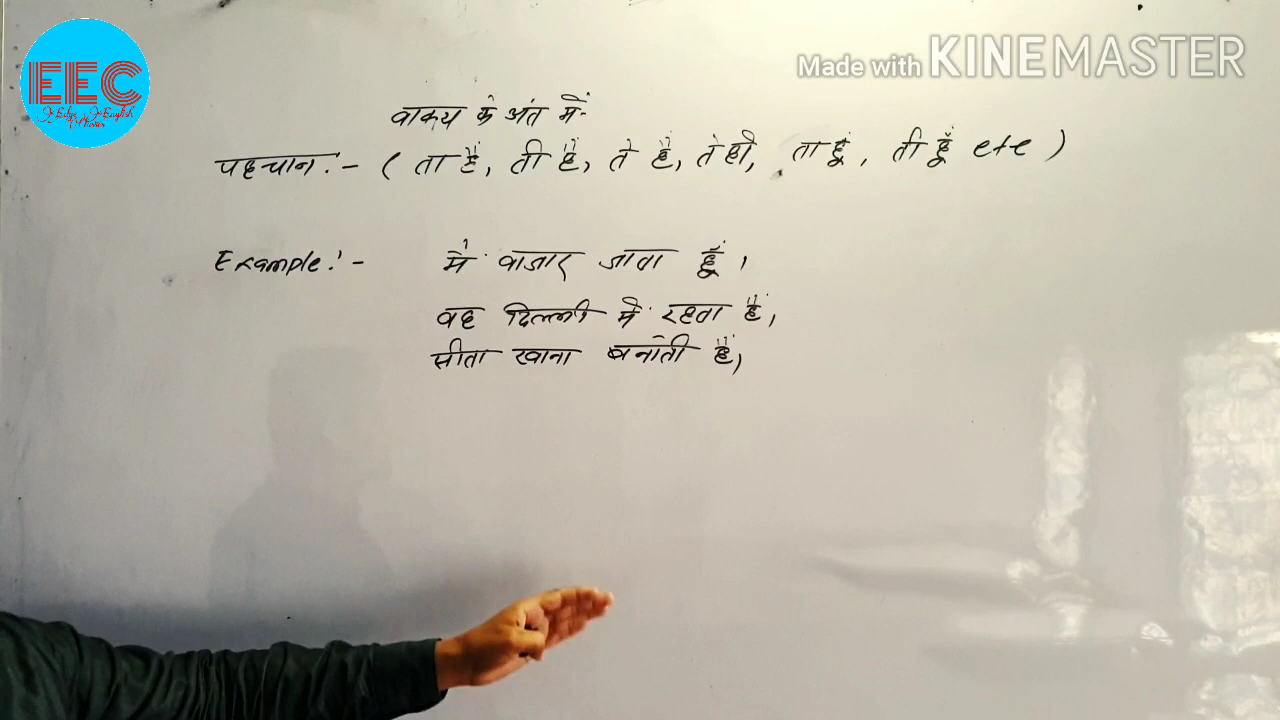 EEC
Made with KINEMASTER
वाक्य के अंत में-
पहचान :- ( ता है, ती है, ते है, ते हो, ता हूं, ती हूँ etc )
Example :- मैं बाजार जाता हूँ,
वह दिल्ली में रहता है,
सीता खाना बनाती है,